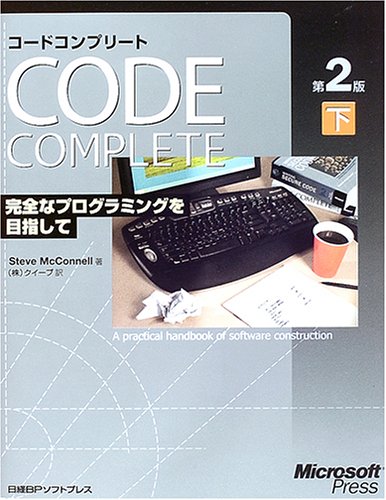 コードコンプリート
CODE
COMPLETE
第2版
下
完全なプログラミングを
目指して
Steve McConnell 著
(株)クイープ 訳
SECURE CODE
A practical handbook of software construction
日経BPソフトプレス
Microsoft
Press